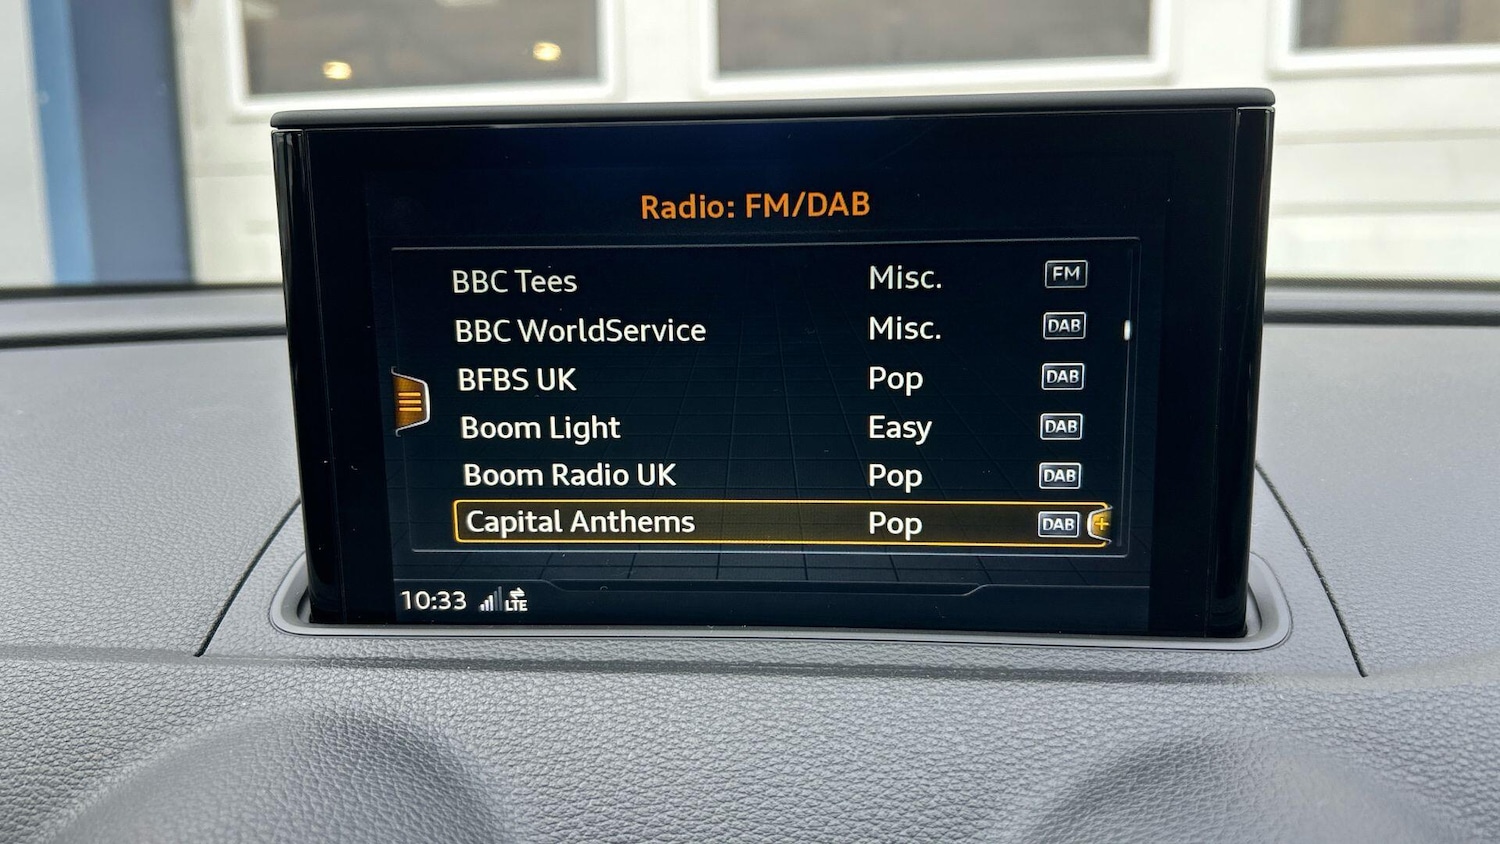 Radio: FM/DAB
BBC Tees Misc. FM
BBC WorldService Misc. DAB
BFBS UK Pop DAB
Boom Light Easy DAB
Boom Radio UK Pop DAB
Capital Anthems Pop DAB +
10:33 LTE